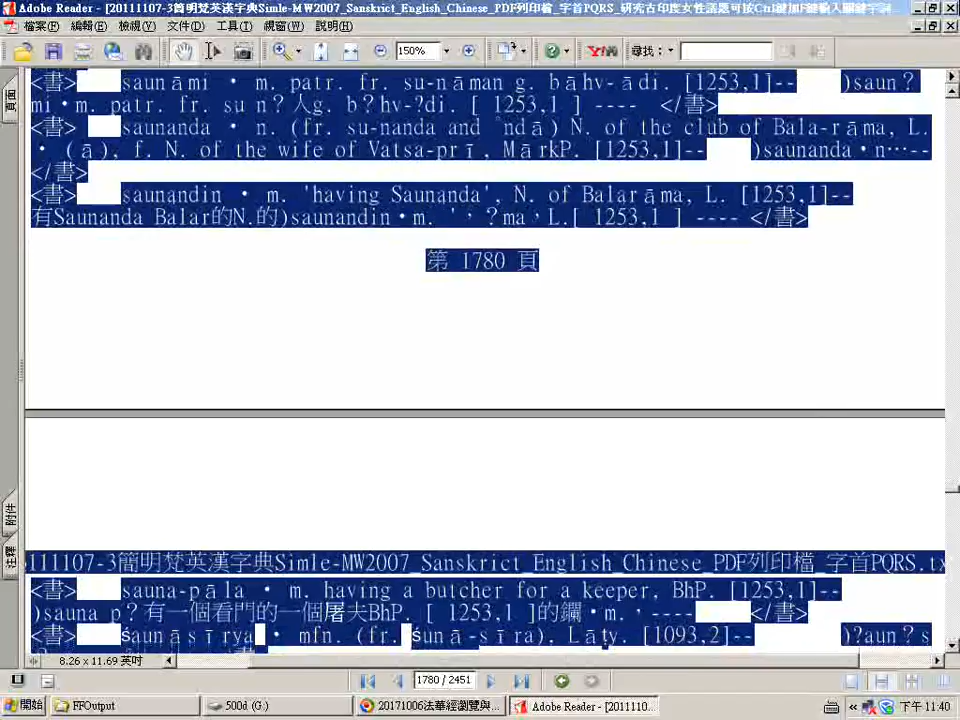 Adobe Reader - [20111107-3簡明梵英漢字典Simle-MW2007_Sanskrict_English_Chinese_PDF列印檔_字首PQRS_研究古印度女性議題可按Ctrl鍵加F鍵輸入關鍵字詞
檔案(F) 編輯(E) 檢視(V) 文件(D) 工具(T) 視窗(W) 說明(H)
150% Y! 尋找：
頁面
<書> saunāmi · m. patr. fr. su-nāman g. bāhv-ādi. [1253,1]-- )saun？
mi·m. patr. fr. su n？人g. b？hv-?di. [ 1253,1 ] ---- </書>
<書> saunanda · n. (fr. su-nanda and °ndā) N. of the club of Bala-rāma, L.
· (ā), f. N. of the wife of Vatsa-prī, MārkP. [1253,1]-- )saunanda·n…--
</書>
<書> saunandin · m. 'having Saunanda', N. of Balarāma, L. [1253,1]--
有Saunanda Balar的N.的)saunandin·m. '，？ma，L.[ 1253,1 ] ---- </書>
第 1780 頁
附件
注釋
111107-3簡明梵英漢字典Simle-MW2007_Sanskrict_English_Chinese_PDF列印檔_字首PQRS.tx
<書> sauna-pāla · m. having a butcher for a keeper, BhP. [1253,1]--
)sauna p？有一個看門的一個屠夫BhP. [ 1253,1 ]的鑭·m.，---- </書>
<書> śaunāsīrya · mfn. (fr. śunā-sīra), Lāṭy. [1093,2]-- )?aun？s
8.26 x 11.69 英吋
1780 / 2451
開始 FFOutput 500d (G:) 20171006法華經瀏覽與... Adobe Reader - [201111... « 下午 11:40